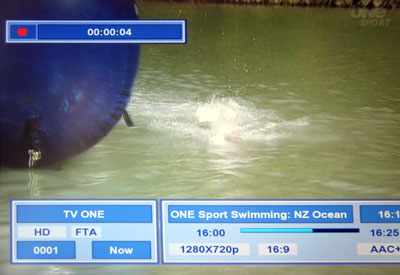 ONE
SPORT
00:00:04
TV ONE
HD FTA
0001 Now
ONE Sport Swimming: NZ Ocean 16:1
16:00 16:25
1280X720p 16:9 AAC+